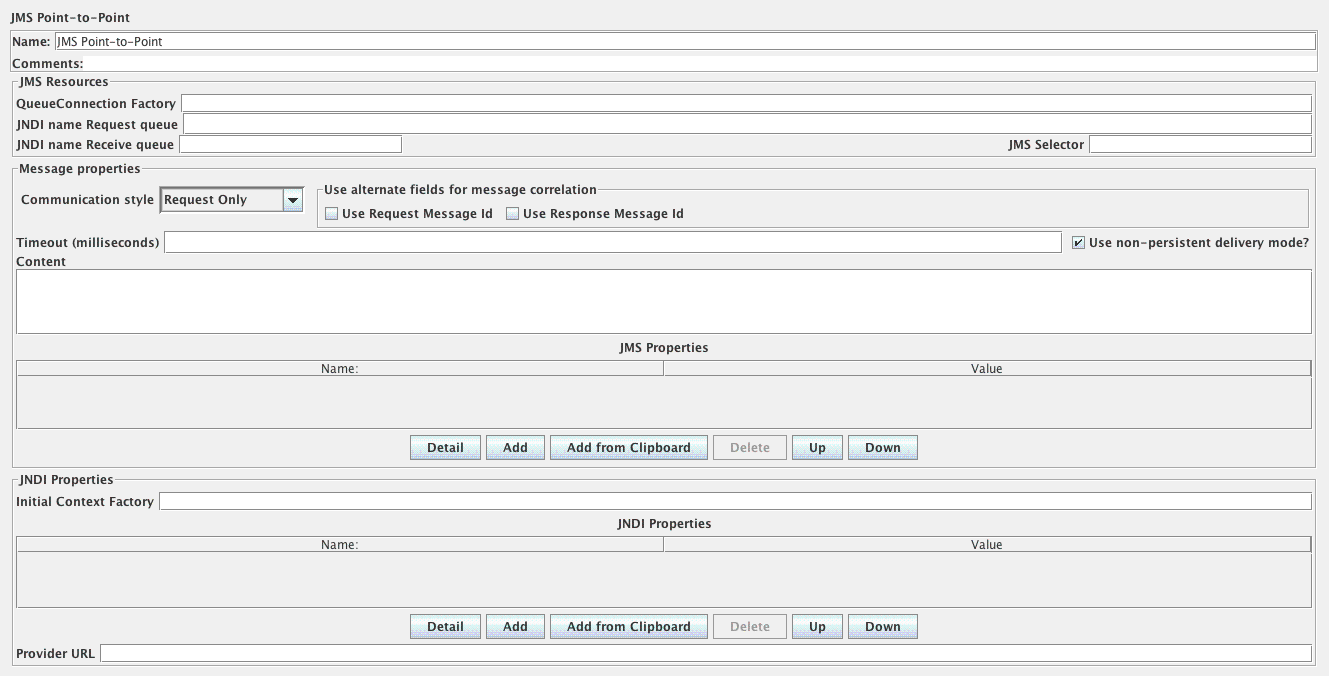 JMS Point-to-Point
Name: JMS Point-to-Point
Comments:
JMS Resources
QueueConnection Factory
JNDI name Request queue
JNDI name Receive queue JMS Selector
Message properties
Communication style Request Only
Use alternate fields for message correlation
Use Request Message Id Use Response Message Id
Timeout (milliseconds) Use non-persistent delivery mode?
Content
JMS Properties
Name: Value
Detail Add Add from Clipboard Delete Up Down
JNDI Properties
Initial Context Factory
JNDI Properties
Name: Value
Detail Add Add from Clipboard Delete Up Down
Provider URL